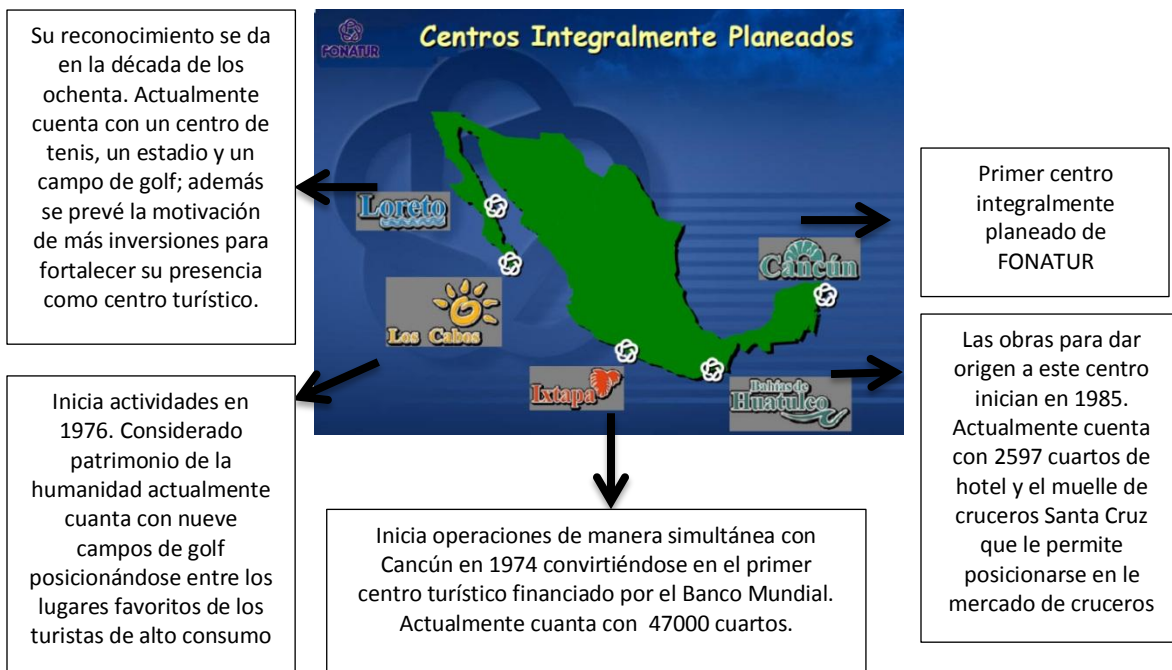 Su reconocimiento se da
en la década de los
ochenta. Actualmente
cuenta con un centro de
tenis, un estadio y un
campo de golf; además
se prevé la motivación
de más inversiones para
fortalecer su presencia
como centro turístico.
FONATUR
Centros Integralmente Planeados
Loreto
Cancún
Los Cabos
Ixtapa
Bahías de
Huatulco
Primer centro
integralmente
planeado de
FONATUR
Inicia actividades en
1976. Considerado
patrimonio de la
humanidad actualmente
cuanta con nueve
campos de golf
posicionándose entre los
lugares favoritos de los
turistas de alto consumo
Inicia operaciones de manera simultánea con
Cancún en 1974 convirtiéndose en el primer
centro turístico financiado por el Banco Mundial.
Actualmente cuanta con 47000 cuartos.
Las obras para dar
origen a este centro
inician en 1985.
Actualmente cuenta
con 2597 cuartos de
hotel y el muelle de
cruceros Santa Cruz
que le permite
posicionarse en le
mercado de cruceros